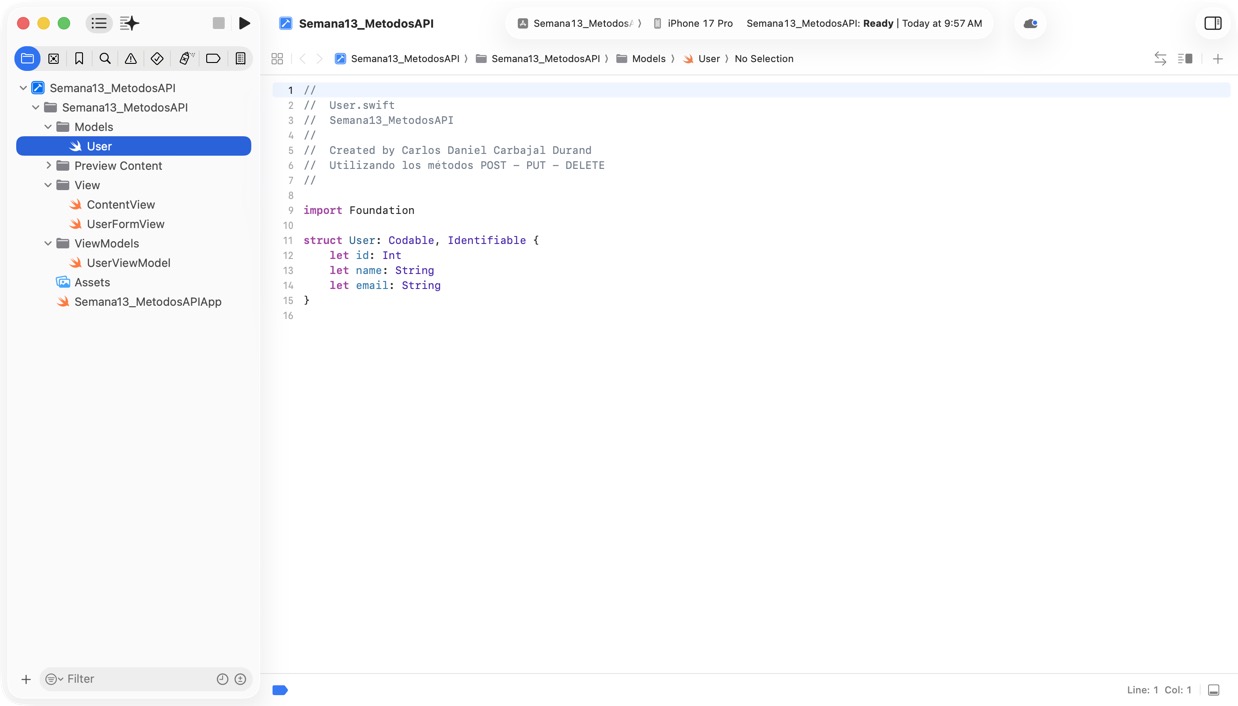 Semana13_MetodosAPI
Semana13_Metodos
iPhone 17 Pro
Semana13_MetodosAPI: Ready | Today at 9:57 AM
Semana13_MetodosAPI
Semana13_MetodosAPI
Models
User
Preview Content
View
ContentView
UserFormView
ViewModels
UserViewModel
Assets
Semana13_MetodosAPIApp
Filter
Semana13_MetodosAPI 〉 Semana13_MetodosAPI 〉 Models 〉 User 〉 No Selection
1 //
2 //  User.swift
3 //  Semana13_MetodosAPI
4 //
5 //  Created by Carlos Daniel Carbajal Durand
6 //  Utilizando los métodos POST - PUT - DELETE
7 //
8
9 import Foundation
10
11 struct User: Codable, Identifiable {
12     let id: Int
13     let name: String
14     let email: String
15 }
16
Line: 1 Col: 1